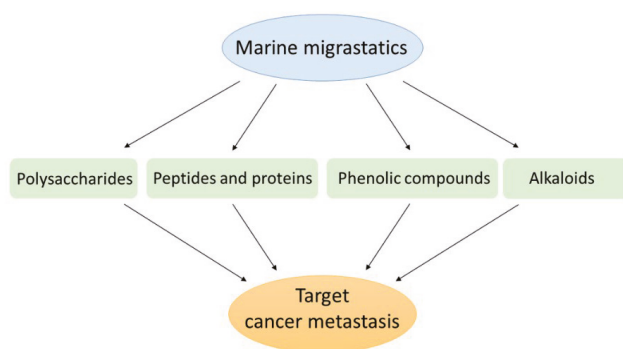 Marine migrastatics
Polysaccharides
Peptides and proteins
Phenolic compounds
Alkaloids
Target
cancer metastasis